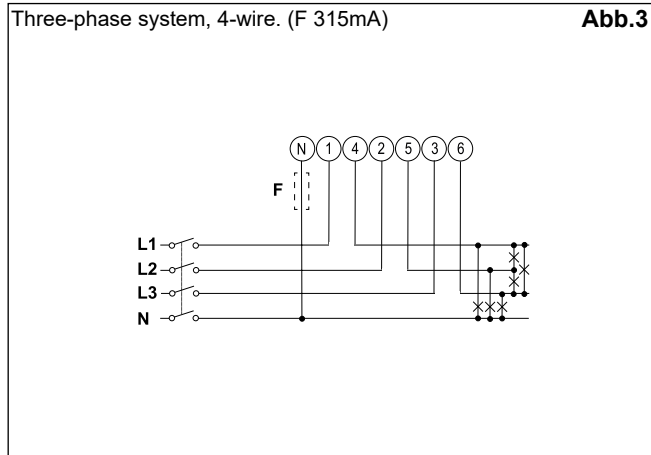 Three-phase system, 4-wire. (F 315mA) Abb.3
N 1 4 2 5 3 6
F
L1
L2
L3
N